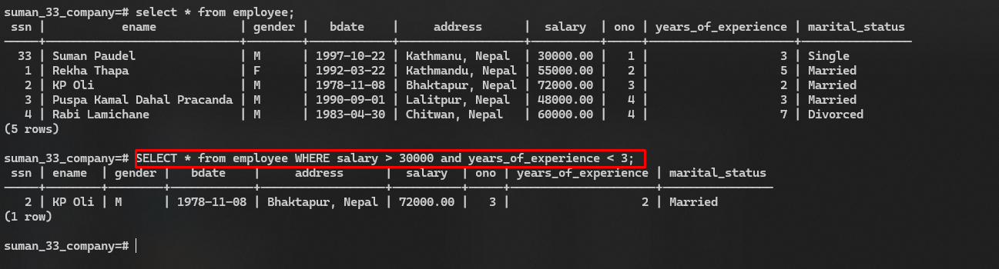 suman_33_company=# select * from employee;
 ssn |           ename            | gender |   bdate    |     address      |  salary  | ono | years_of_experience | marital_status
-----+----------------------------+--------+------------+------------------+----------+-----+---------------------+----------------
  33 | Suman Paudel               | M      | 1997-10-22 | Kathmanu, Nepal  | 30000.00 |   1 |                   3 | Single
   1 | Rekha Thapa                | F      | 1992-03-22 | Kathmandu, Nepal | 55000.00 |   2 |                   5 | Married
   2 | KP Oli                     | M      | 1978-11-08 | Bhaktapur, Nepal | 72000.00 |   3 |                   2 | Married
   3 | Puspa Kamal Dahal Pracanda | M      | 1990-09-01 | Lalitpur, Nepal  | 48000.00 |   4 |                   3 | Married
   4 | Rabi Lamichane             | M      | 1983-04-30 | Chitwan, Nepal   | 60000.00 |   4 |                   7 | Divorced
(5 rows)
suman_33_company=# SELECT * from employee WHERE salary > 30000 and years_of_experience < 3;
 ssn | ename  | gender |   bdate    |     address      |  salary  | ono | years_of_experience | marital_status
-----+--------+--------+------------+------------------+----------+-----+---------------------+----------------
   2 | KP Oli | M      | 1978-11-08 | Bhaktapur, Nepal | 72000.00 |   3 |                   2 | Married
(1 row)
suman_33_company=#